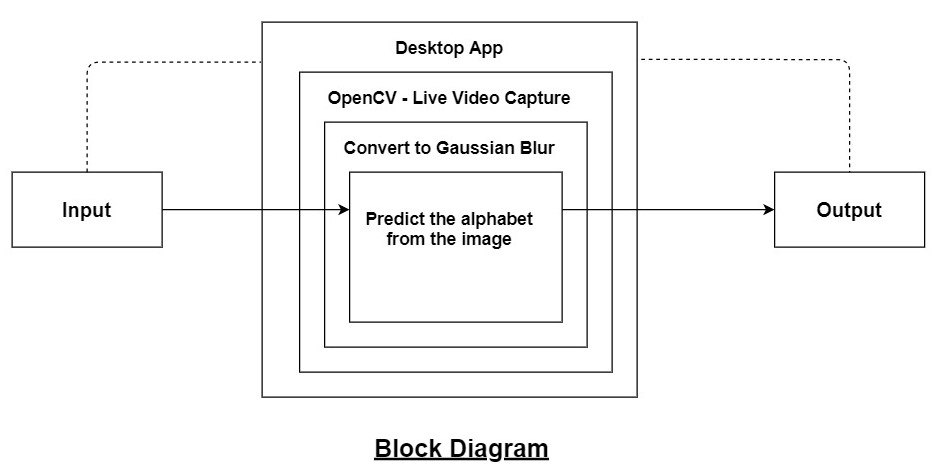 Desktop App
OpenCV - Live Video Capture
Convert to Gaussian Blur
Input
Predict the alphabet
from the image
Output
Block Diagram